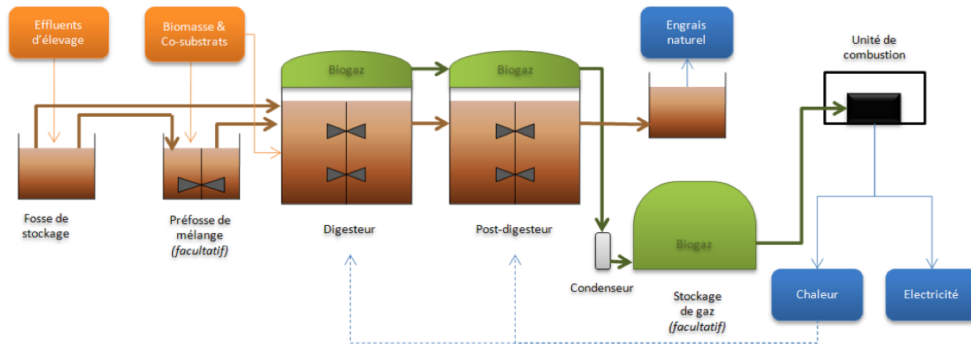 Effluents
d'élevage
Biomasse &
Co-substrats
Engrais
naturel
Unité de
combustion
Biogaz
Biogaz
Fosse de
stockage
Préfosse de
mélange
(facultatif)
Digesteur
Post-digesteur
Condenseur
Biogaz
Stockage
de gaz
(facultatif)
Chaleur
Electricité